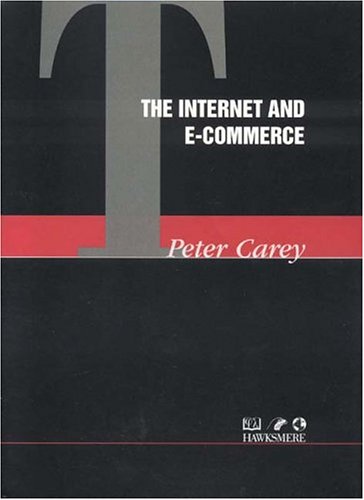 T
THE INTERNET AND
E-COMMERCE
Peter Carey
HAWKSMERE